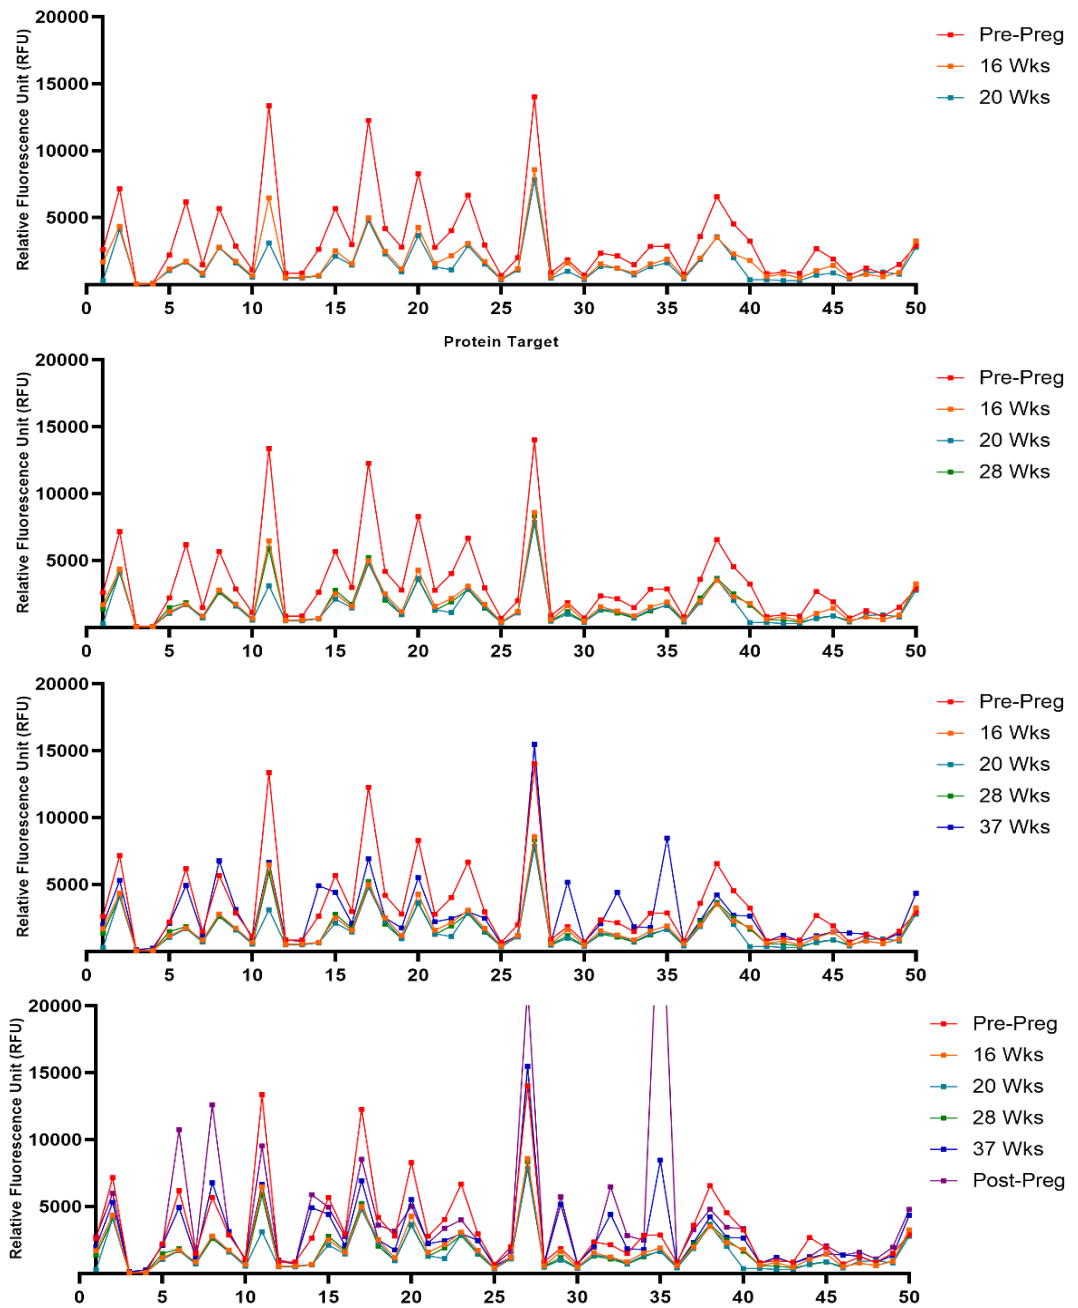 20000
15000
10000
5000
Relative Fluorescence Unit (RFU)
Pre-Preg
16 Wks
20 Wks
0 5 10 15 20 25 30 35 40 45 50
Protein Target
20000
15000
10000
5000
Relative Fluorescence Unit (RFU)
Pre-Preg
16 Wks
20 Wks
28 Wks
0 5 10 15 20 25 30 35 40 45 50
20000
15000
10000
5000
Relative Fluorescence Unit (RFU)
Pre-Preg
16 Wks
20 Wks
28 Wks
37 Wks
0 5 10 15 20 25 30 35 40 45 50
20000
15000
10000
5000
Relative Fluorescence Unit (RFU)
Pre-Preg
16 Wks
20 Wks
28 Wks
37 Wks
Post-Preg
0 5 10 15 20 25 30 35 40 45 50